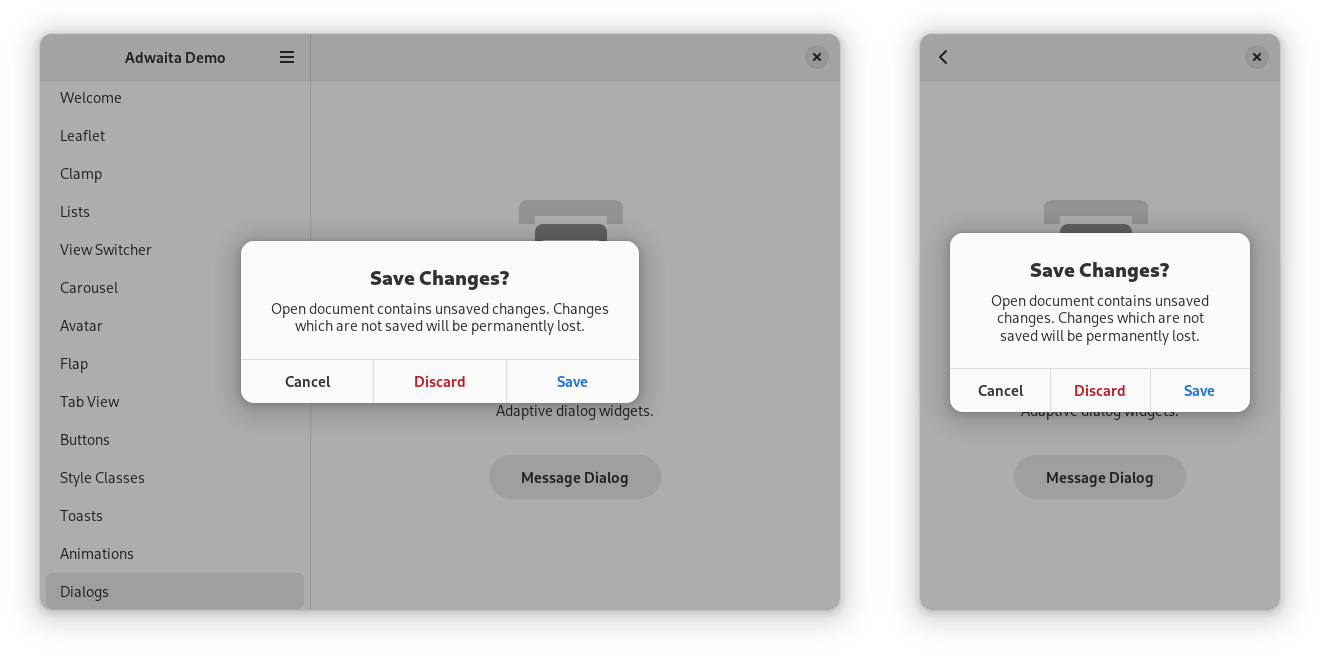 Adwaita Demo
Welcome
Leaflet
Clamp
Lists
View Switcher
Carousel
Avatar
Flap
Tab View
Buttons
Style Classes
Toasts
Animations
Dialogs
Save Changes?
Open document contains unsaved changes. Changes
which are not saved will be permanently lost.
Cancel Discard Save
Adaptive dialog widgets.
Message Dialog
Save Changes?
Open document contains unsaved
changes. Changes which are not
saved will be permanently lost.
Cancel Discard Save
Adaptive dialog widgets.
Message Dialog